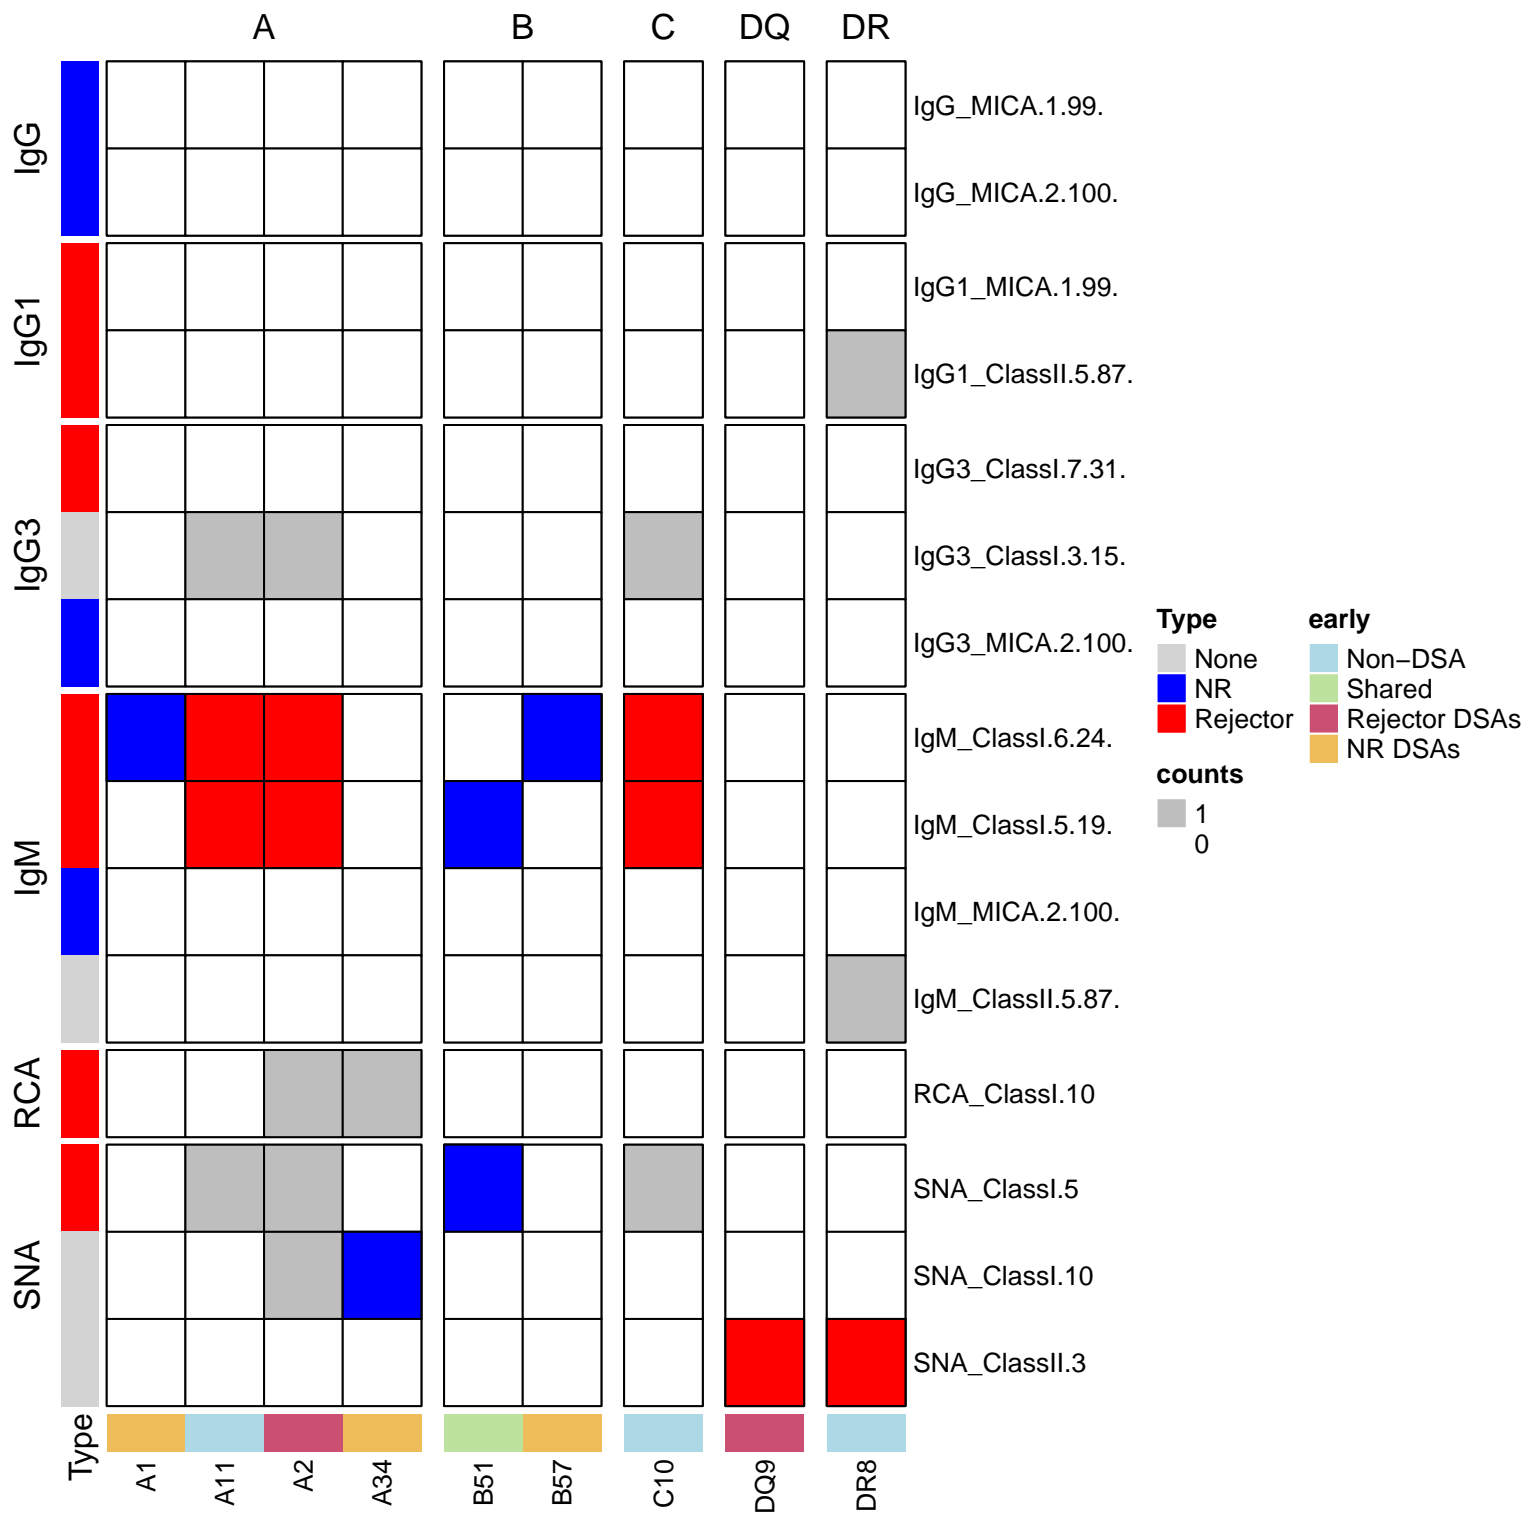 A B C DQ DR
IgG
IgG_MICA.1.99.
IgG_MICA.2.100.
IgG1
IgG1_MICA.1.99.
IgG1_ClassII.5.87.
IgG3
IgG3_ClassI.7.31.
IgG3_ClassI.3.15.
IgG3_MICA.2.100.
IgM
IgM_ClassI.6.24.
IgM_ClassI.5.19.
IgM_MICA.2.100.
IgM_ClassII.5.87.
RCA
RCA_ClassI.10
SNA
SNA_ClassI.5
SNA_ClassI.10
SNA_ClassII.3
Type
A1 A11 A2 A34 B51 B57 C10 DQ9 DR8
Type
None
NR
Rejector
counts
1
0
early
Non−DSA
Shared
Rejector DSAs
NR DSAs